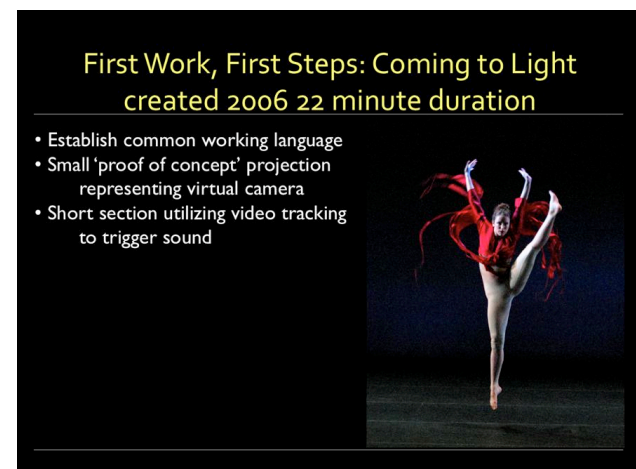 First Work, First Steps: Coming to Light
created 2006 22 minute duration
• Establish common working language
• Small ‘proof of concept’ projection
representing virtual camera
• Short section utilizing video tracking
to trigger sound